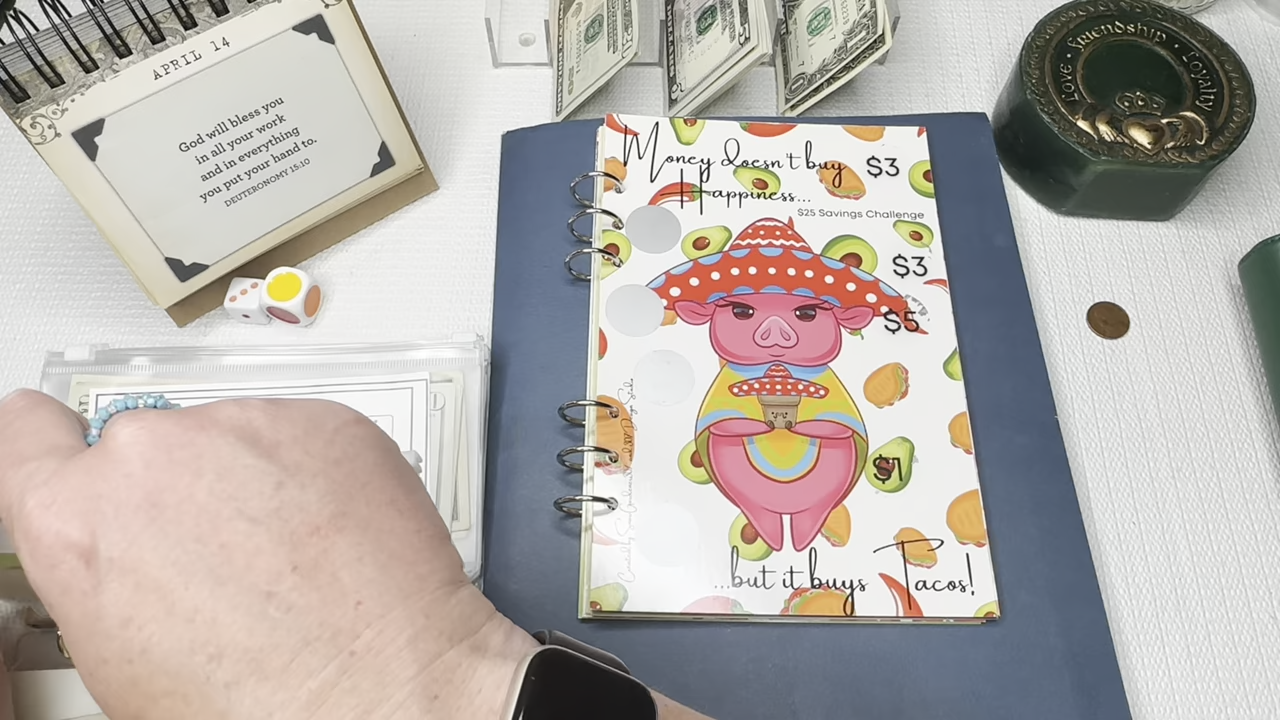 APRIL 14
God will bless you
in all your work
and in everything
you put your hand to.
DEUTERONOMY 15:10
Money doesn't buy
Happiness...
$25 Savings Challenge
$3
$3
$5
$1
...but it buys Tacos!
LOVE · Friendship · Loyalty